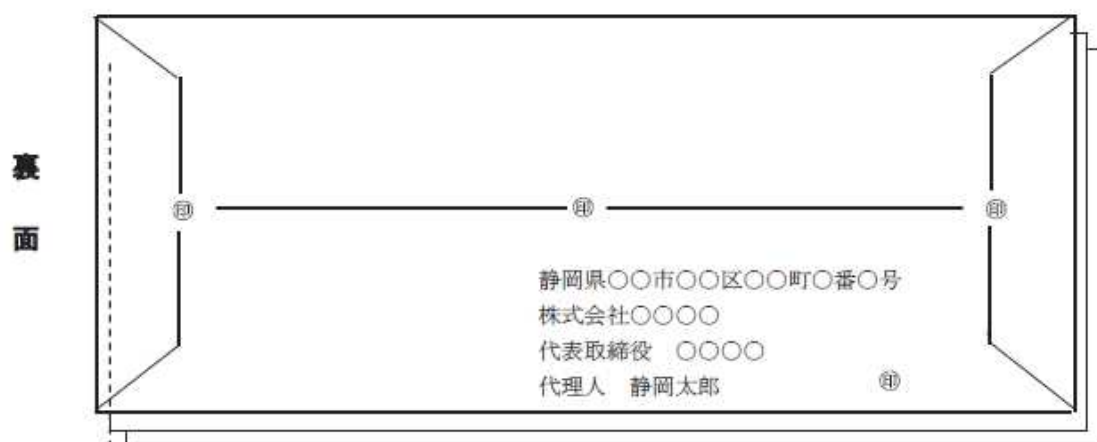 裏面
㊞
㊞
㊞
静岡県〇〇市〇〇区〇〇町〇番〇号
株式会社〇〇〇〇
代表取締役　〇〇〇〇
代理人　静岡太郎　㊞